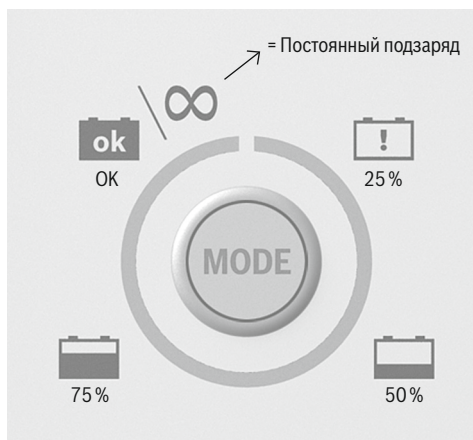 = Постоянный подзаряд
ok
\ ∞
!
OK
25 %
MODE
75 %
50 %